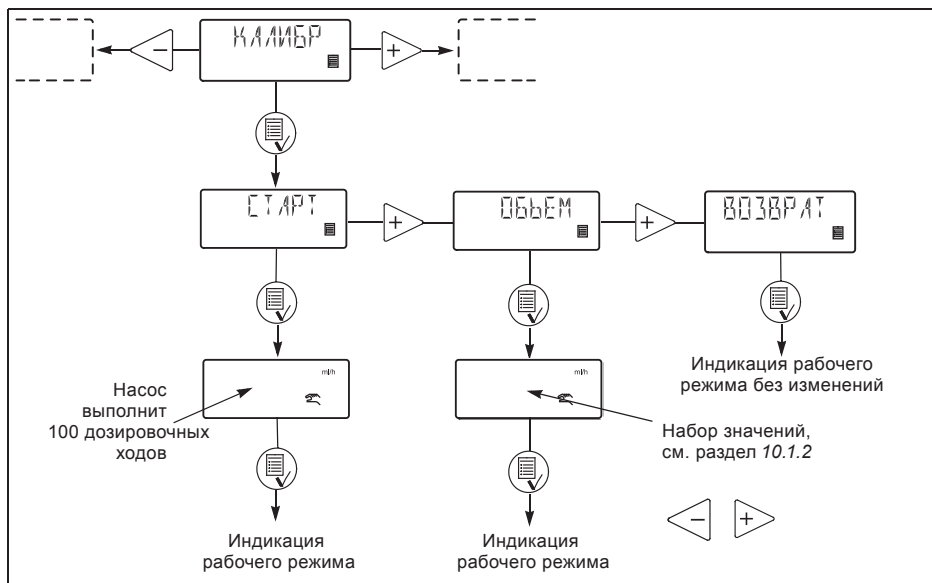 КАЛИБР
−
+
СТАРТ
+
ОБЬЕМ
+
ВОЗВРАТ
ml/h
ml/h
Насос
выполнит
100 дозировочных
ходов
Индикация рабочего
режима без изменений
Набор значений,
см. раздел 10.1.2
−
+
Индикация
рабочего режима
Индикация
рабочего режима